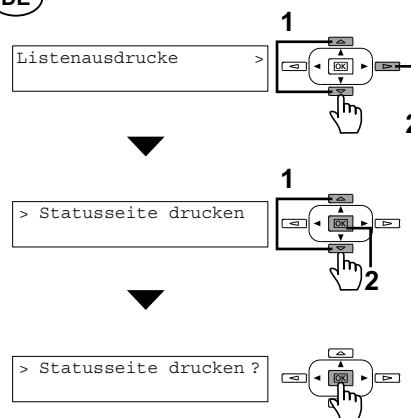 DE
1
Listenausdrucke >
OK
2
1
> Statusseite drucken
OK
2
> Statusseite drucken ?
OK